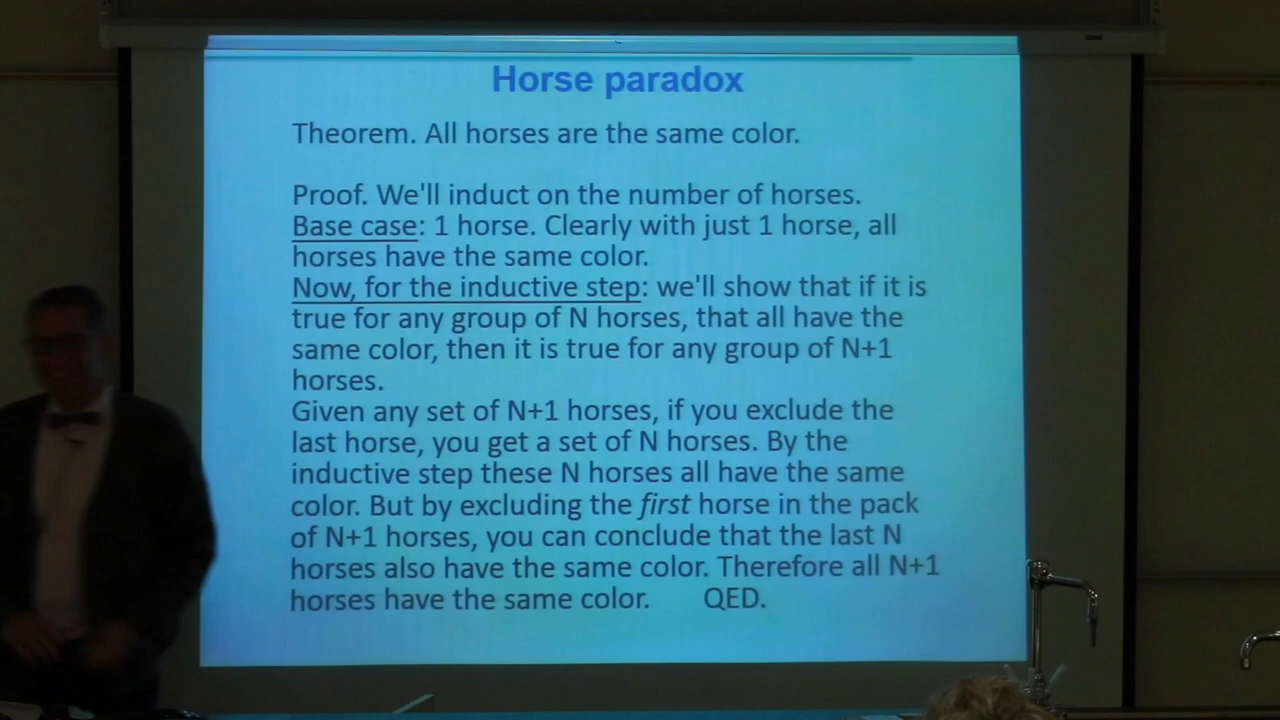 Horse paradox
Theorem. All horses are the same color.
Proof. We'll induct on the number of horses.
Base case: 1 horse. Clearly with just 1 horse, all
horses have the same color.
Now, for the inductive step: we'll show that if it is
true for any group of N horses, that all have the
same color, then it is true for any group of N+1
horses.
Given any set of N+1 horses, if you exclude the
last horse, you get a set of N horses. By the
inductive step these N horses all have the same
color. But by excluding the first horse in the pack
of N+1 horses, you can conclude that the last N
horses also have the same color. Therefore all N+1
horses have the same color. QED.